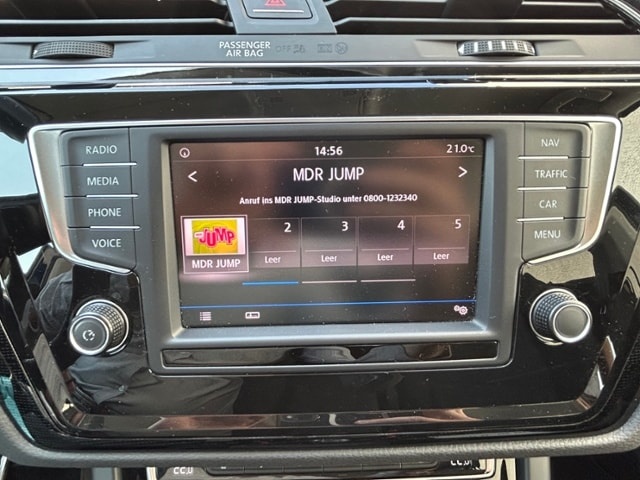 PASSENGER
AIR BAG
OFF
RADIO
MEDIA
PHONE
VOICE
14:56
21.0°C
MDR JUMP
Anruf ins MDR JUMP-Studio unter 0800-1232340
JUMP
MDR JUMP
2
Leer
3
Leer
4
Leer
5
Leer
NAV
TRAFFIC
CAR
MENU